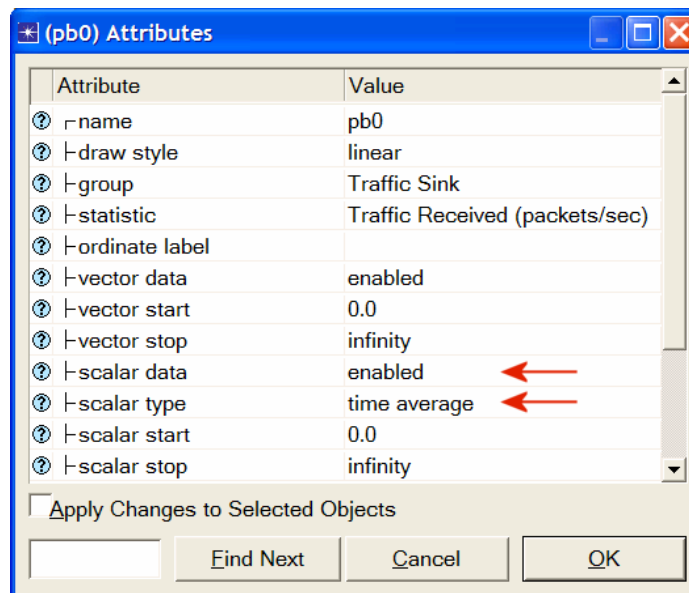 (pb0) Attributes
Attribute Value
name pb0
draw style linear
group Traffic Sink
statistic Traffic Received (packets/sec)
ordinate label
vector data enabled
vector start 0.0
vector stop infinity
scalar data enabled
scalar type time average
scalar start 0.0
scalar stop infinity
Apply Changes to Selected Objects
Find Next Cancel OK